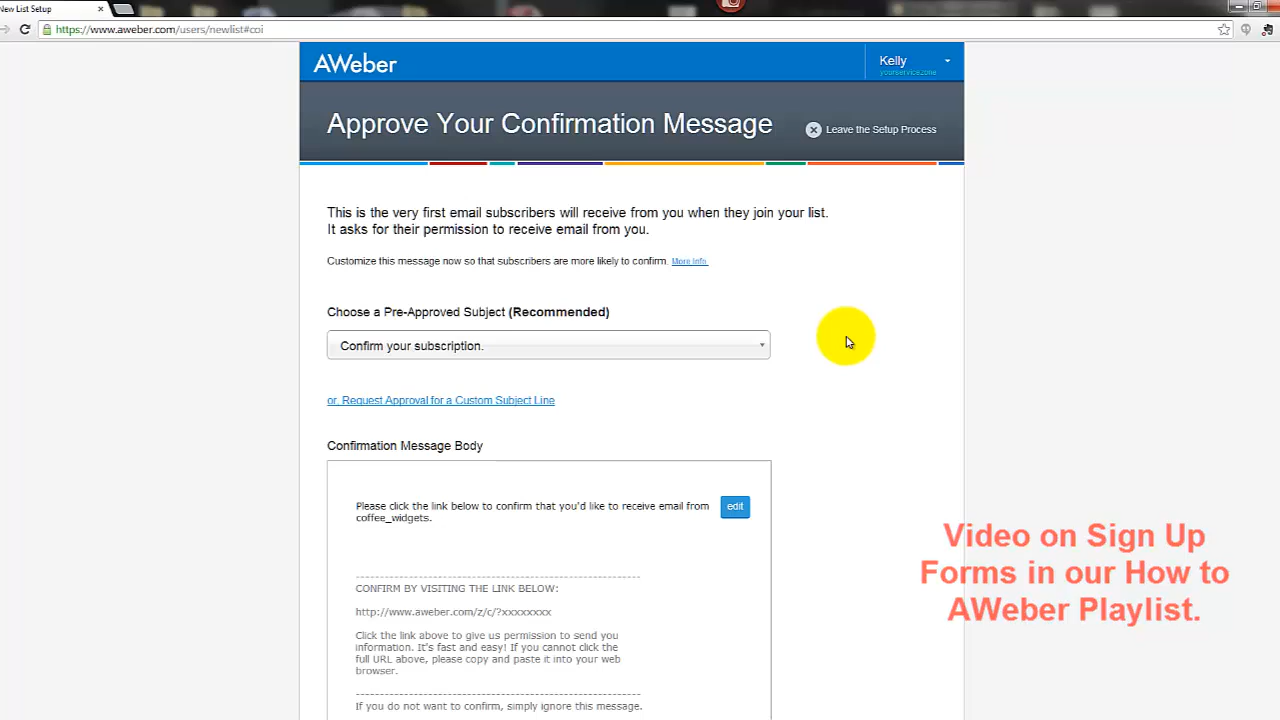 New List Setup
https://www.aweber.com/users/newlist#coi
AWeber
Kelly
yourservicezone
Approve Your Confirmation Message
Leave the Setup Process
This is the very first email subscribers will receive from you when they join your list.
It asks for their permission to receive email from you.
Customize this message now so that subscribers are more likely to confirm. More Info.
Choose a Pre-Approved Subject (Recommended)
Confirm your subscription.
or, Request Approval for a Custom Subject Line
Confirmation Message Body
Please click the link below to confirm that you'd like to receive email from
coffee_widgets.
edit
CONFIRM BY VISITING THE LINK BELOW:
http://www.aweber.com/z/c/?xxxxxxxx
Click the link above to give us permission to send you
information. It's fast and easy! If you cannot click the
full URL above, please copy and paste it into your web
browser.
If you do not want to confirm, simply ignore this message.
Video on Sign Up
Forms in our How to
AWeber Playlist.